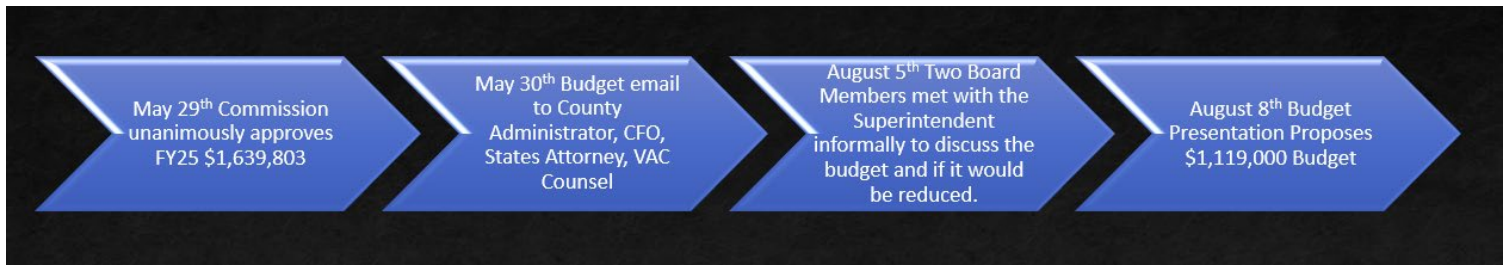 May 29th Commission
unanimously approves
FY25 $1,639,803
May 30th Budget email
to County
Administrator, CFO,
States Attorney, VAC
Counsel
August 5th Two Board
Members met with the
Superintendent
informally to discuss the
budget and if it would
be reduced.
August 8th Budget
Presentation Proposes
$1,119,000 Budget